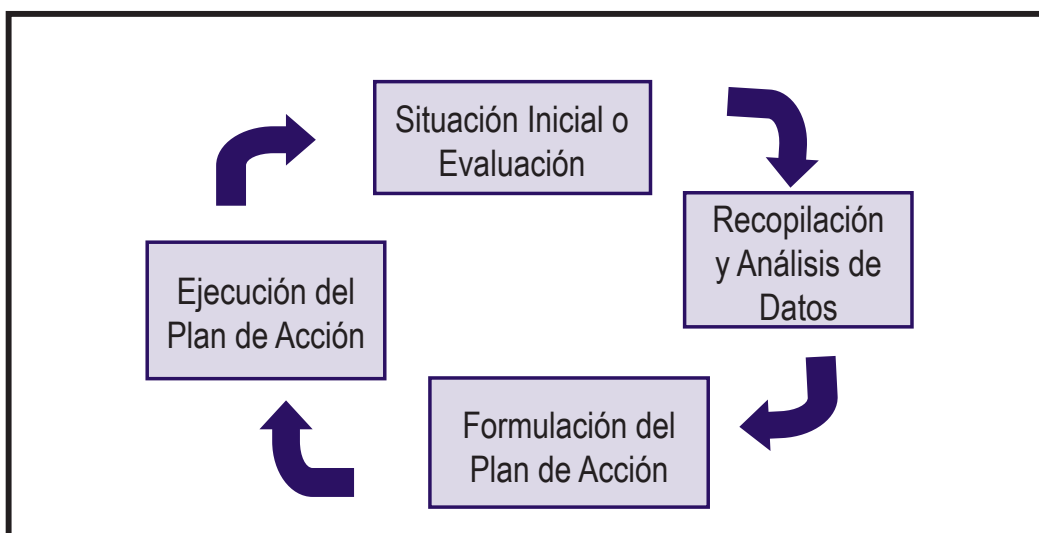 Situación Inicial o
Evaluación
Recopilación
y Análisis de
Datos
Formulación del
Plan de Acción
Ejecución del
Plan de Acción